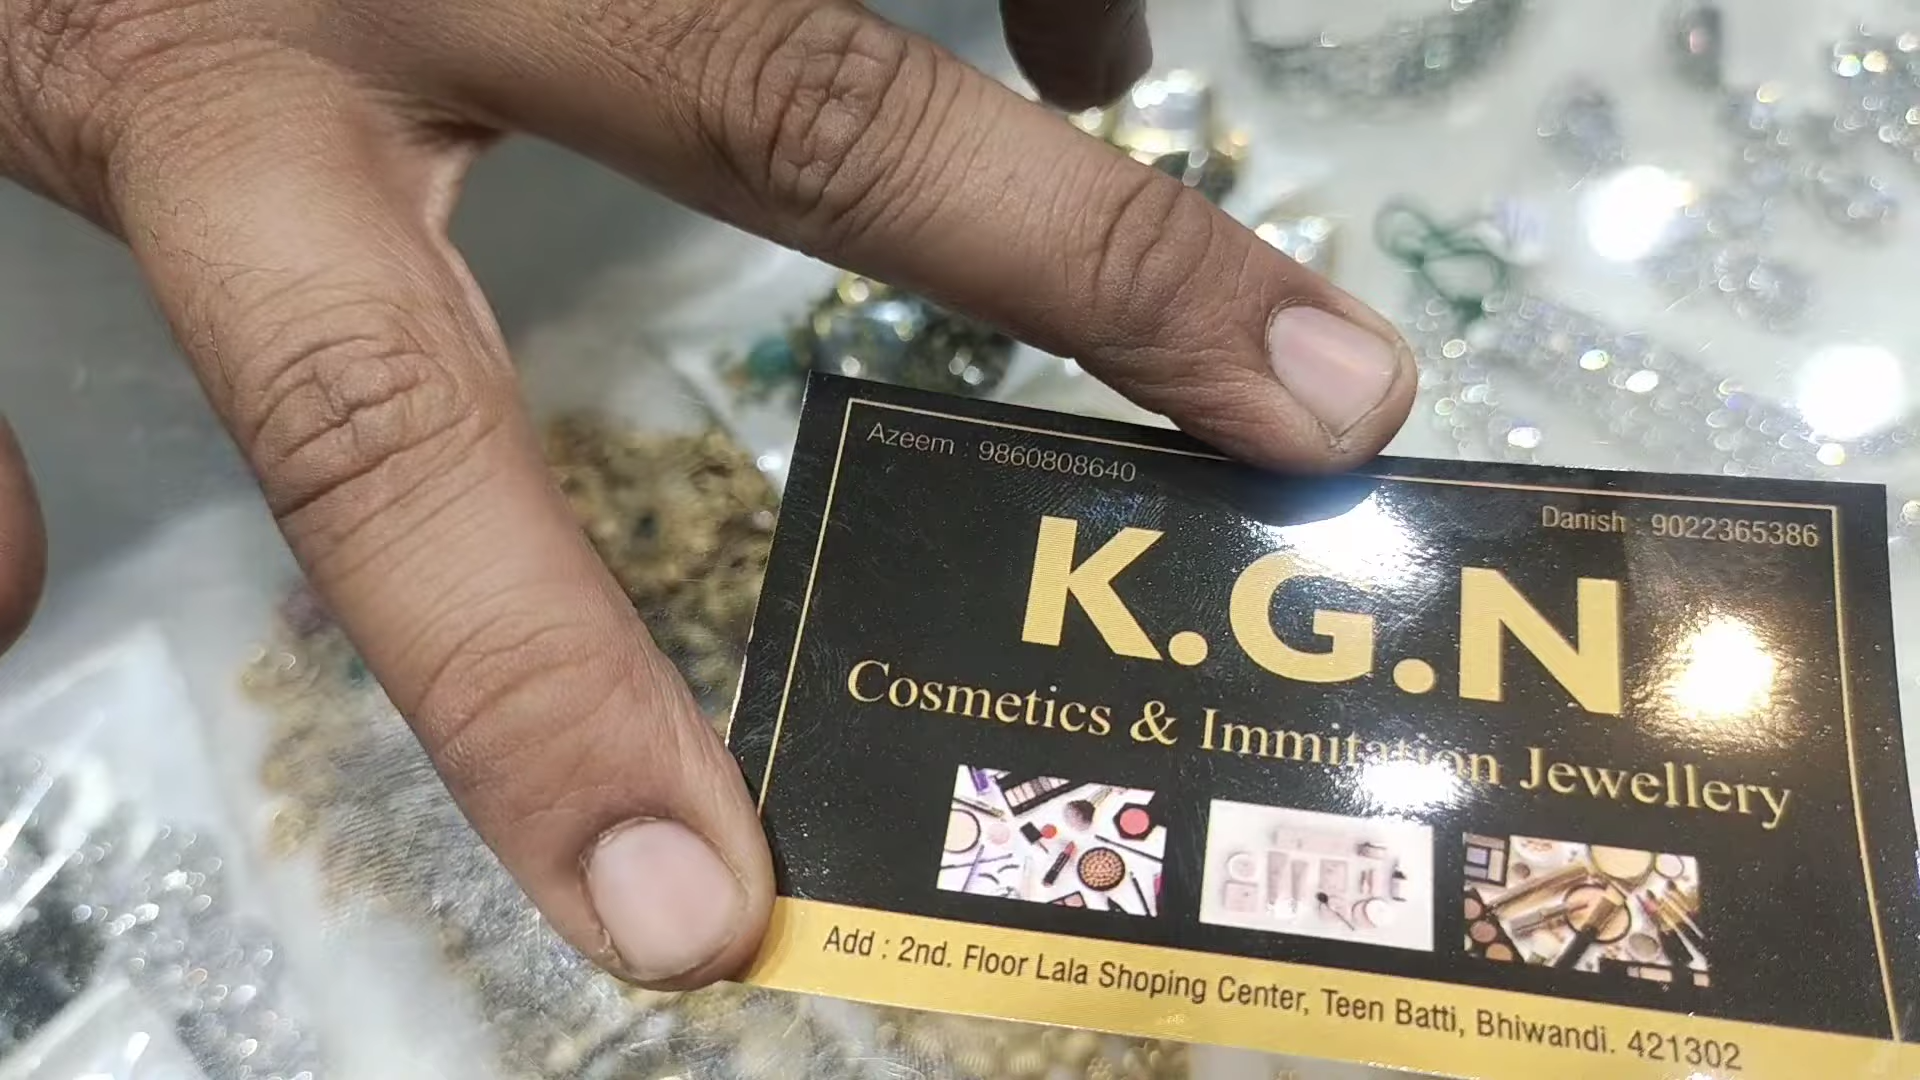 Azeem : 9860808640
Danish : 9022365386
K.G.N
Cosmetics & Immitation Jewellery
Add : 2nd. Floor Lala Shoping Center, Teen Batti, Bhiwandi. 421302